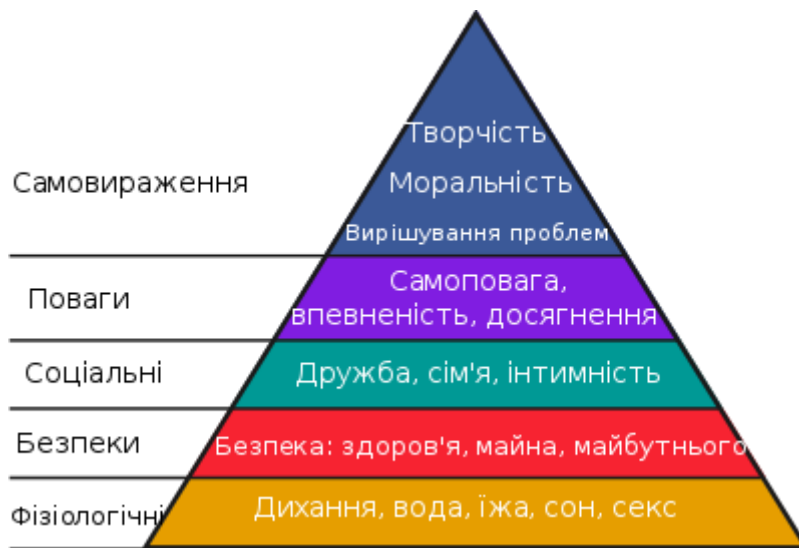 Творчість
Самовираження
Моральність
Вирішування проблем
Поваги
Самоповага,
впевненість, досягнення
Соціальні
Дружба, сім'я, інтимність
Безпеки
Безпека: здоров'я, майна, майбутнього
Фізіологічні
Дихання, вода, їжа, сон, секс